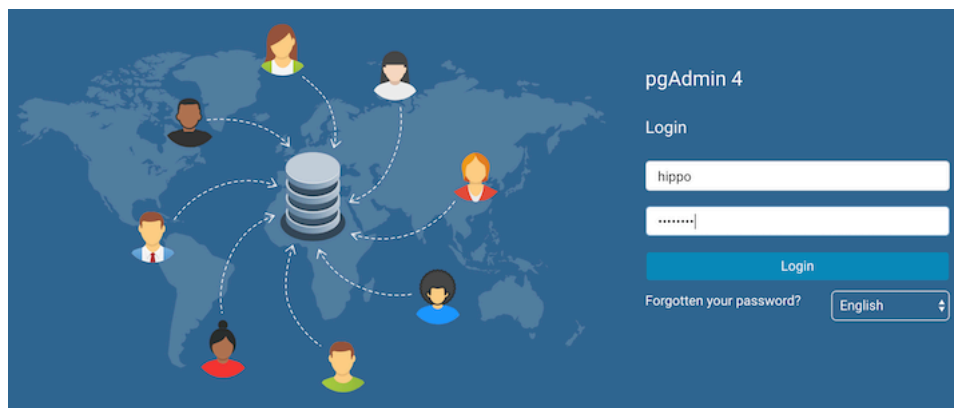 pgAdmin 4
Login
hippo
••••••••
Login
Forgotten your password?
English